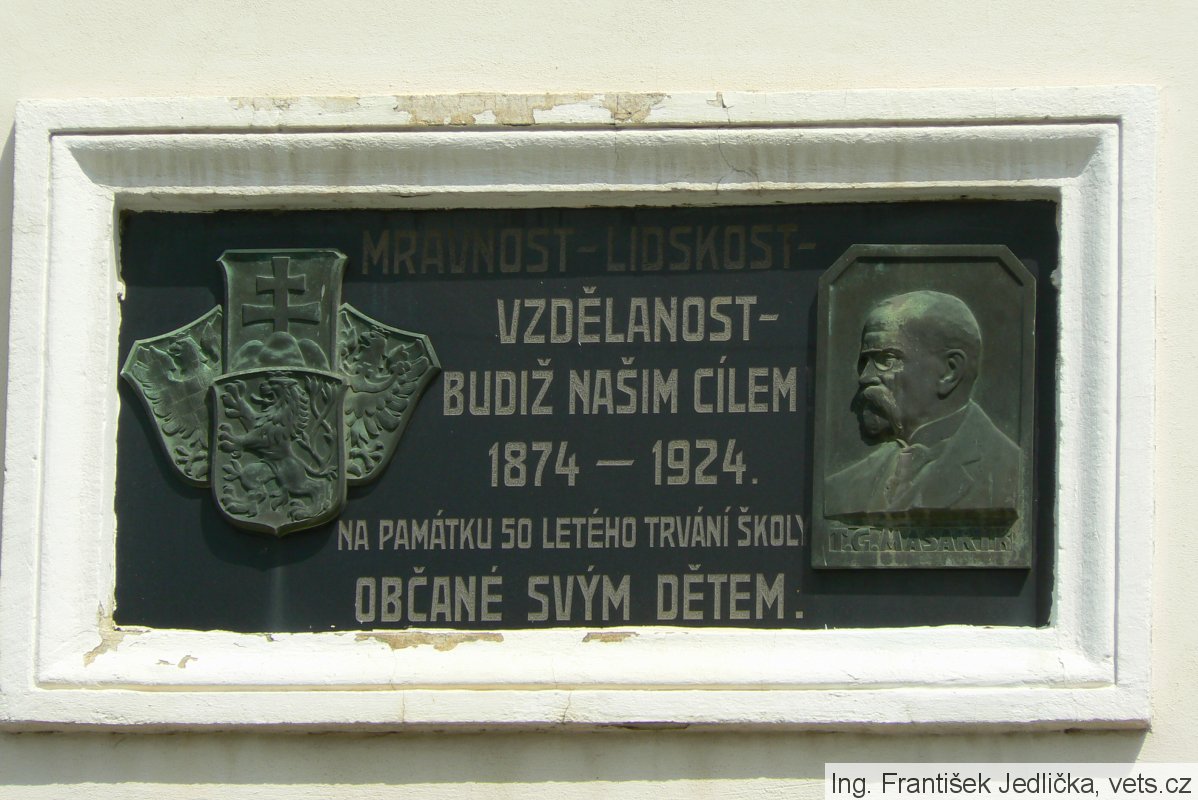 MRAVNOST – LIDSKOST –
VZDĚLANOST –
BUDIŽ NAŠIM CÍLEM
1874 – 1924.
NA PAMÁTKU 50 LETÉHO TRVÁNÍ ŠKOLY
OBČANÉ SVÝM DĚTEM.
T. G. MASARYK
Ing. František Jedlička, vets.cz